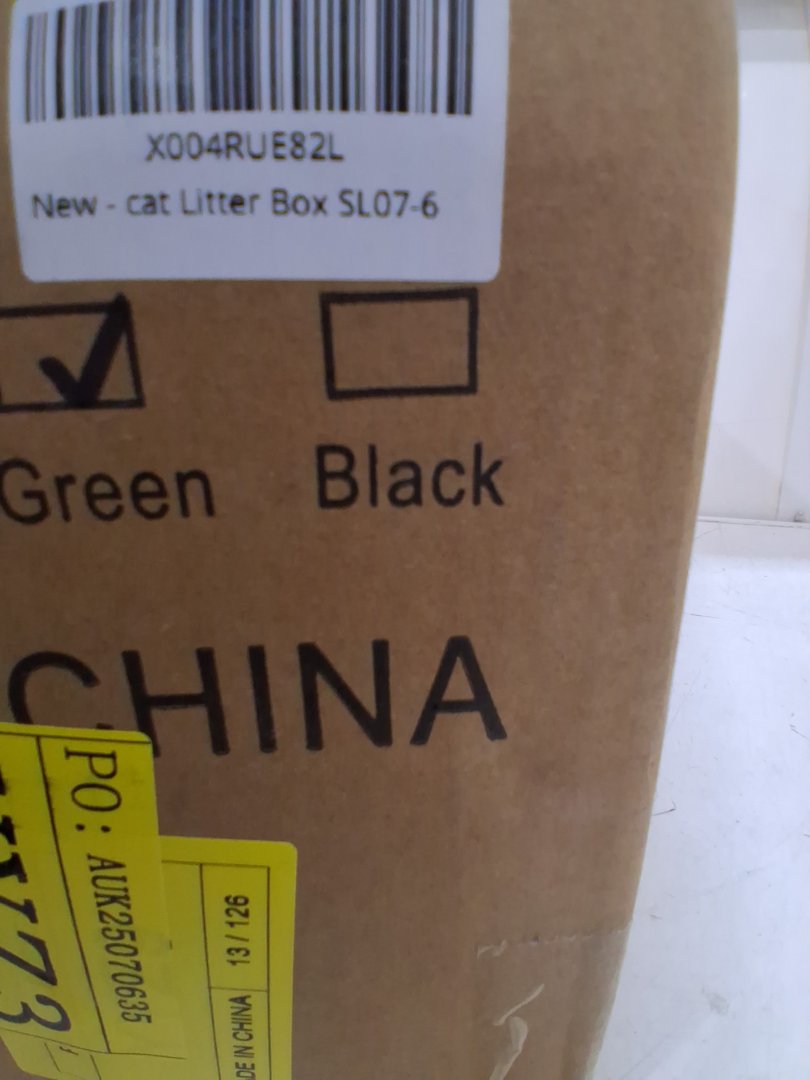 X004RUE82L
New - cat Litter Box SL07-6
Green
Black
CHINA
PO: AUK25070635
13/126
DE IN CHINA